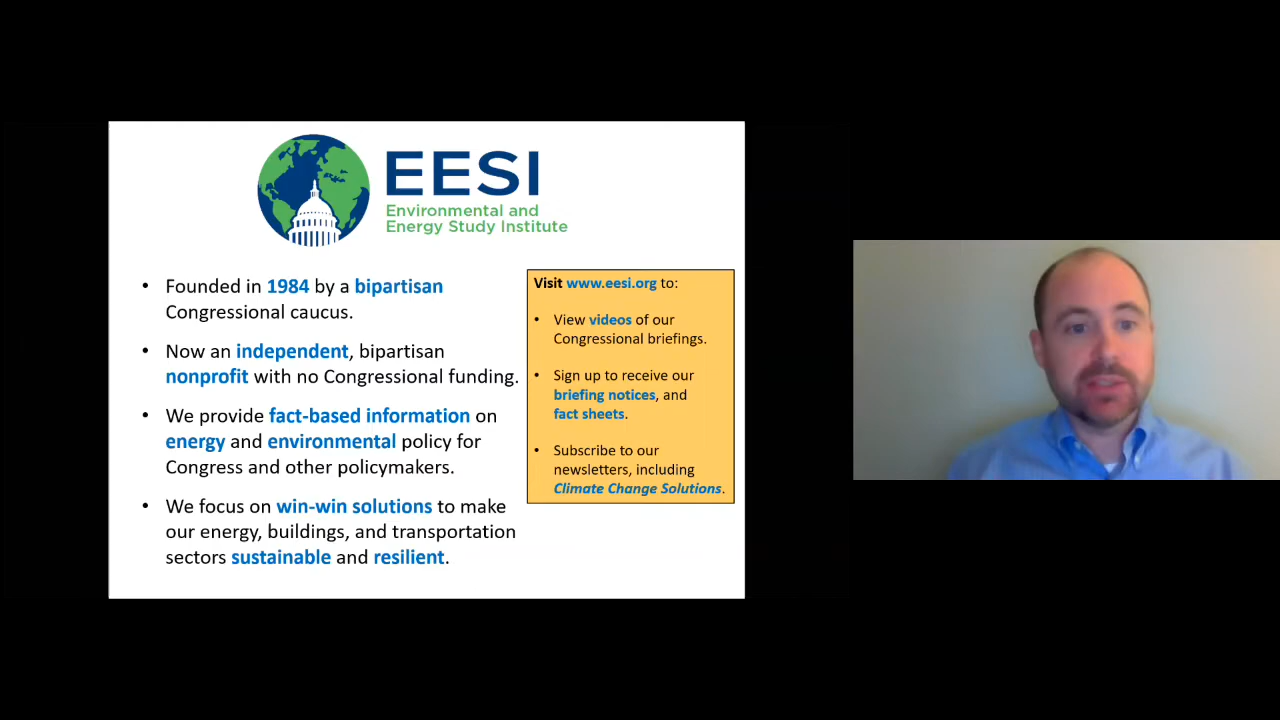 EESI
Environmental and
Energy Study Institute
• Founded in 1984 by a bipartisan
Congressional caucus.
• Now an independent, bipartisan
nonprofit with no Congressional funding.
• We provide fact-based information on
energy and environmental policy for
Congress and other policymakers.
• We focus on win-win solutions to make
our energy, buildings, and transportation
sectors sustainable and resilient.
Visit www.eesi.org to:
• View videos of our
Congressional briefings.
• Sign up to receive our
briefing notices, and
fact sheets.
• Subscribe to our
newsletters, including
Climate Change Solutions.